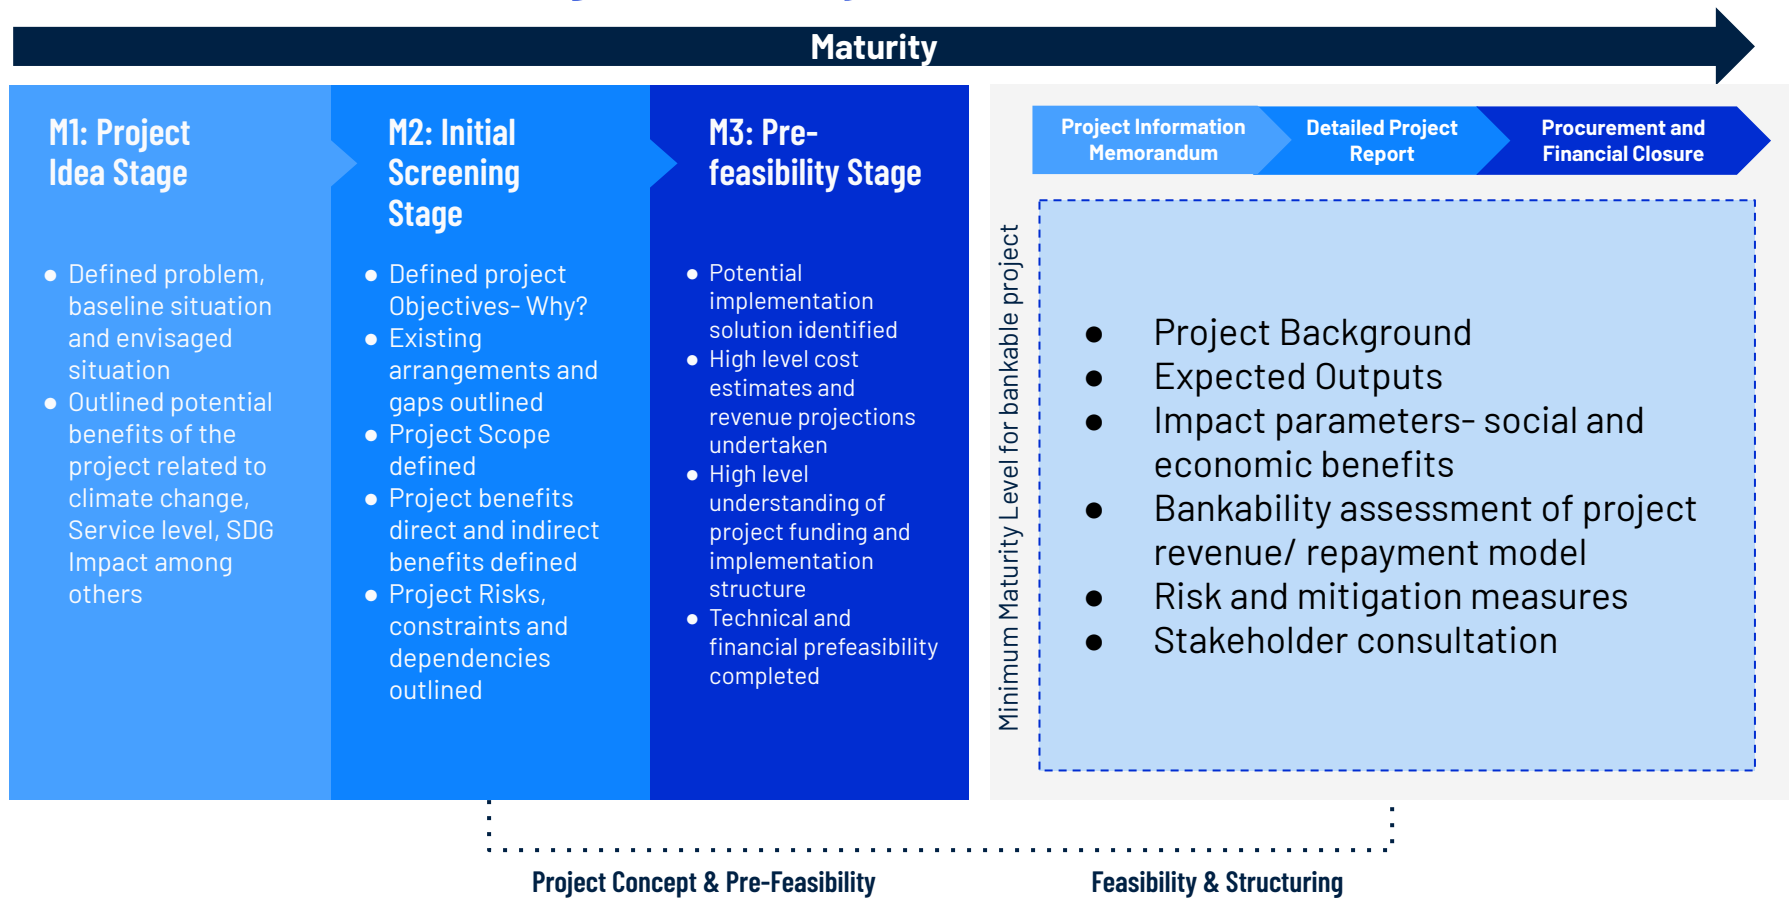 Maturity
M1: Project
Idea Stage
● Defined problem,
baseline situation
and envisaged
situation
● Outlined potential
benefits of the
project related to
climate change,
Service level, SDG
Impact among
others
M2: Initial
Screening
Stage
● Defined project
Objectives- Why?
● Existing
arrangements and
gaps outlined
● Project Scope
defined
● Project benefits
direct and indirect
benefits defined
● Project Risks,
constraints and
dependencies
outlined
M3: Pre-
feasibility Stage
● Potential
implementation
solution identified
● High level cost
estimates and
revenue projections
undertaken
● High level
understanding of
project funding and
implementation
structure
● Technical and
financial prefeasibility
completed
Minimum Maturity Level for bankable project
Project Information
Memorandum
Detailed Project
Report
Procurement and
Financial Closure
● Project Background
● Expected Outputs
● Impact parameters- social and
economic benefits
● Bankability assessment of project
revenue/ repayment model
● Risk and mitigation measures
● Stakeholder consultation
Project Concept & Pre-Feasibility
Feasibility & Structuring